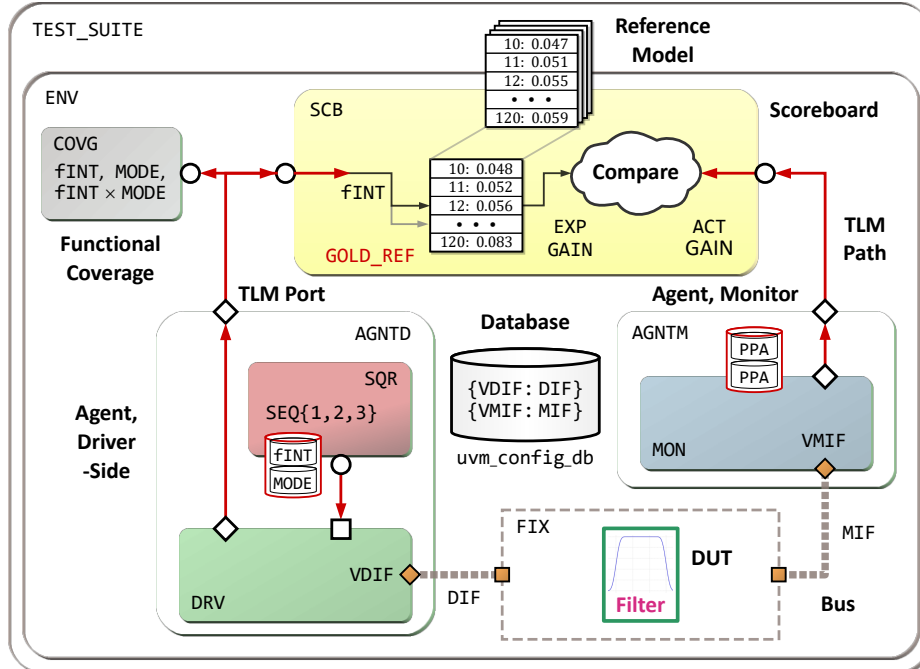 TEST_SUITE
Reference
Model
10: 0.047
11: 0.051
12: 0.055
• • •
120: 0.059
ENV
SCB
Scoreboard
COVG
fINT, MODE,
fINT × MODE
fINT
10: 0.048
11: 0.052
12: 0.056
• • •
120: 0.083
Compare
EXP
GAIN
ACT
GAIN
GOLD_REF
Functional
Coverage
TLM
Path
TLM Port
Agent, Monitor
AGNTD
Database
AGNTM
PPA
PPA
SQR
SEQ{1,2,3}
fINT
MODE
{VDIF: DIF}
{VMIF: MIF}
uvm_config_db
Agent,
Driver
-Side
MON
VMIF
FIX
MIF
DUT
Filter
VDIF
DRV
DIF
Bus